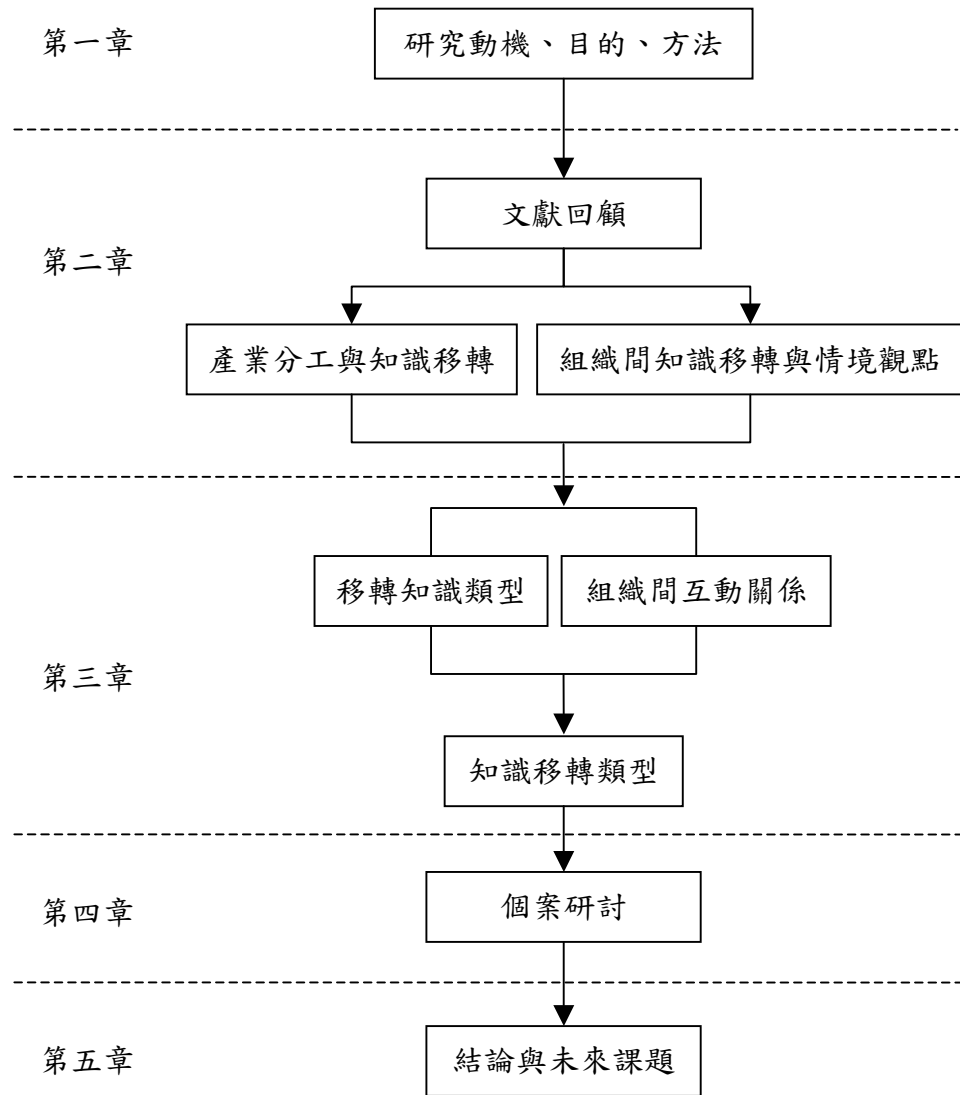 第一章
研究動機、目的、方法
文獻回顧
第二章
產業分工與知識移轉
組織間知識移轉與情境觀點
移轉知識類型
組織間互動關係
第三章
知識移轉類型
第四章
個案研討
第五章
結論與未來課題